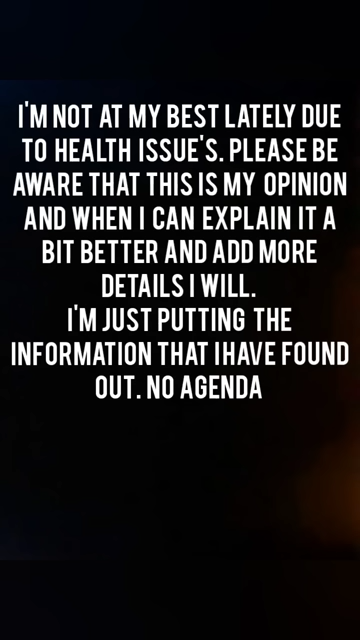 I'M NOT AT MY BEST LATELY DUE
TO HEALTH ISSUE'S. PLEASE BE
AWARE THAT THIS IS MY OPINION
AND WHEN I CAN EXPLAIN IT A
BIT BETTER AND ADD MORE
DETAILS I WILL.
I'M JUST PUTTING THE
INFORMATION THAT IHAVE FOUND
OUT. NO AGENDA